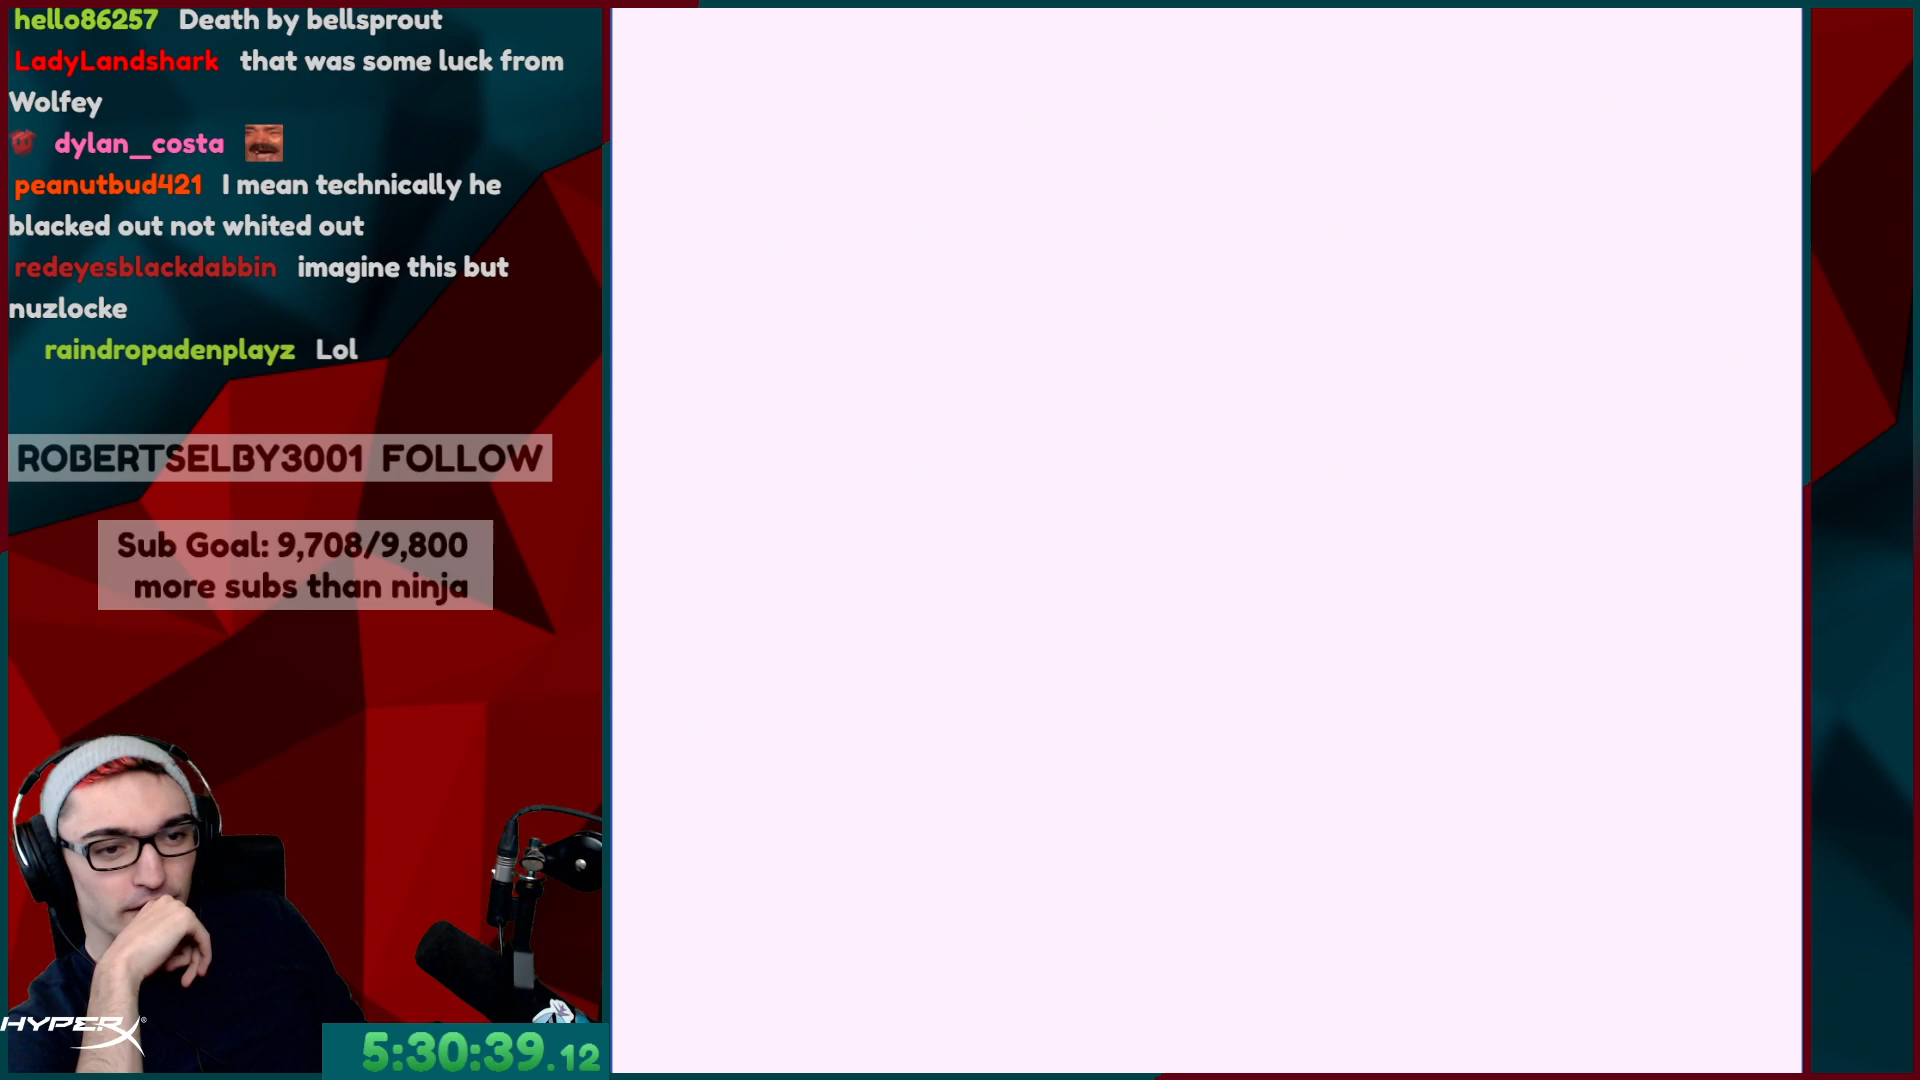 hello86257 Death by bellsprout
LadyLandshark that was some luck from
Wolfey
dylan_costa
peanutbud421 I mean technically he
blacked out not whited out
redeyesblackdabbin imagine this but
nuzlocke
raindropadenplayz Lol
ROBERTSELBY3001 FOLLOW
Sub Goal: 9,708/9,800
more subs than ninja
HYPERX®
5:30:39.12